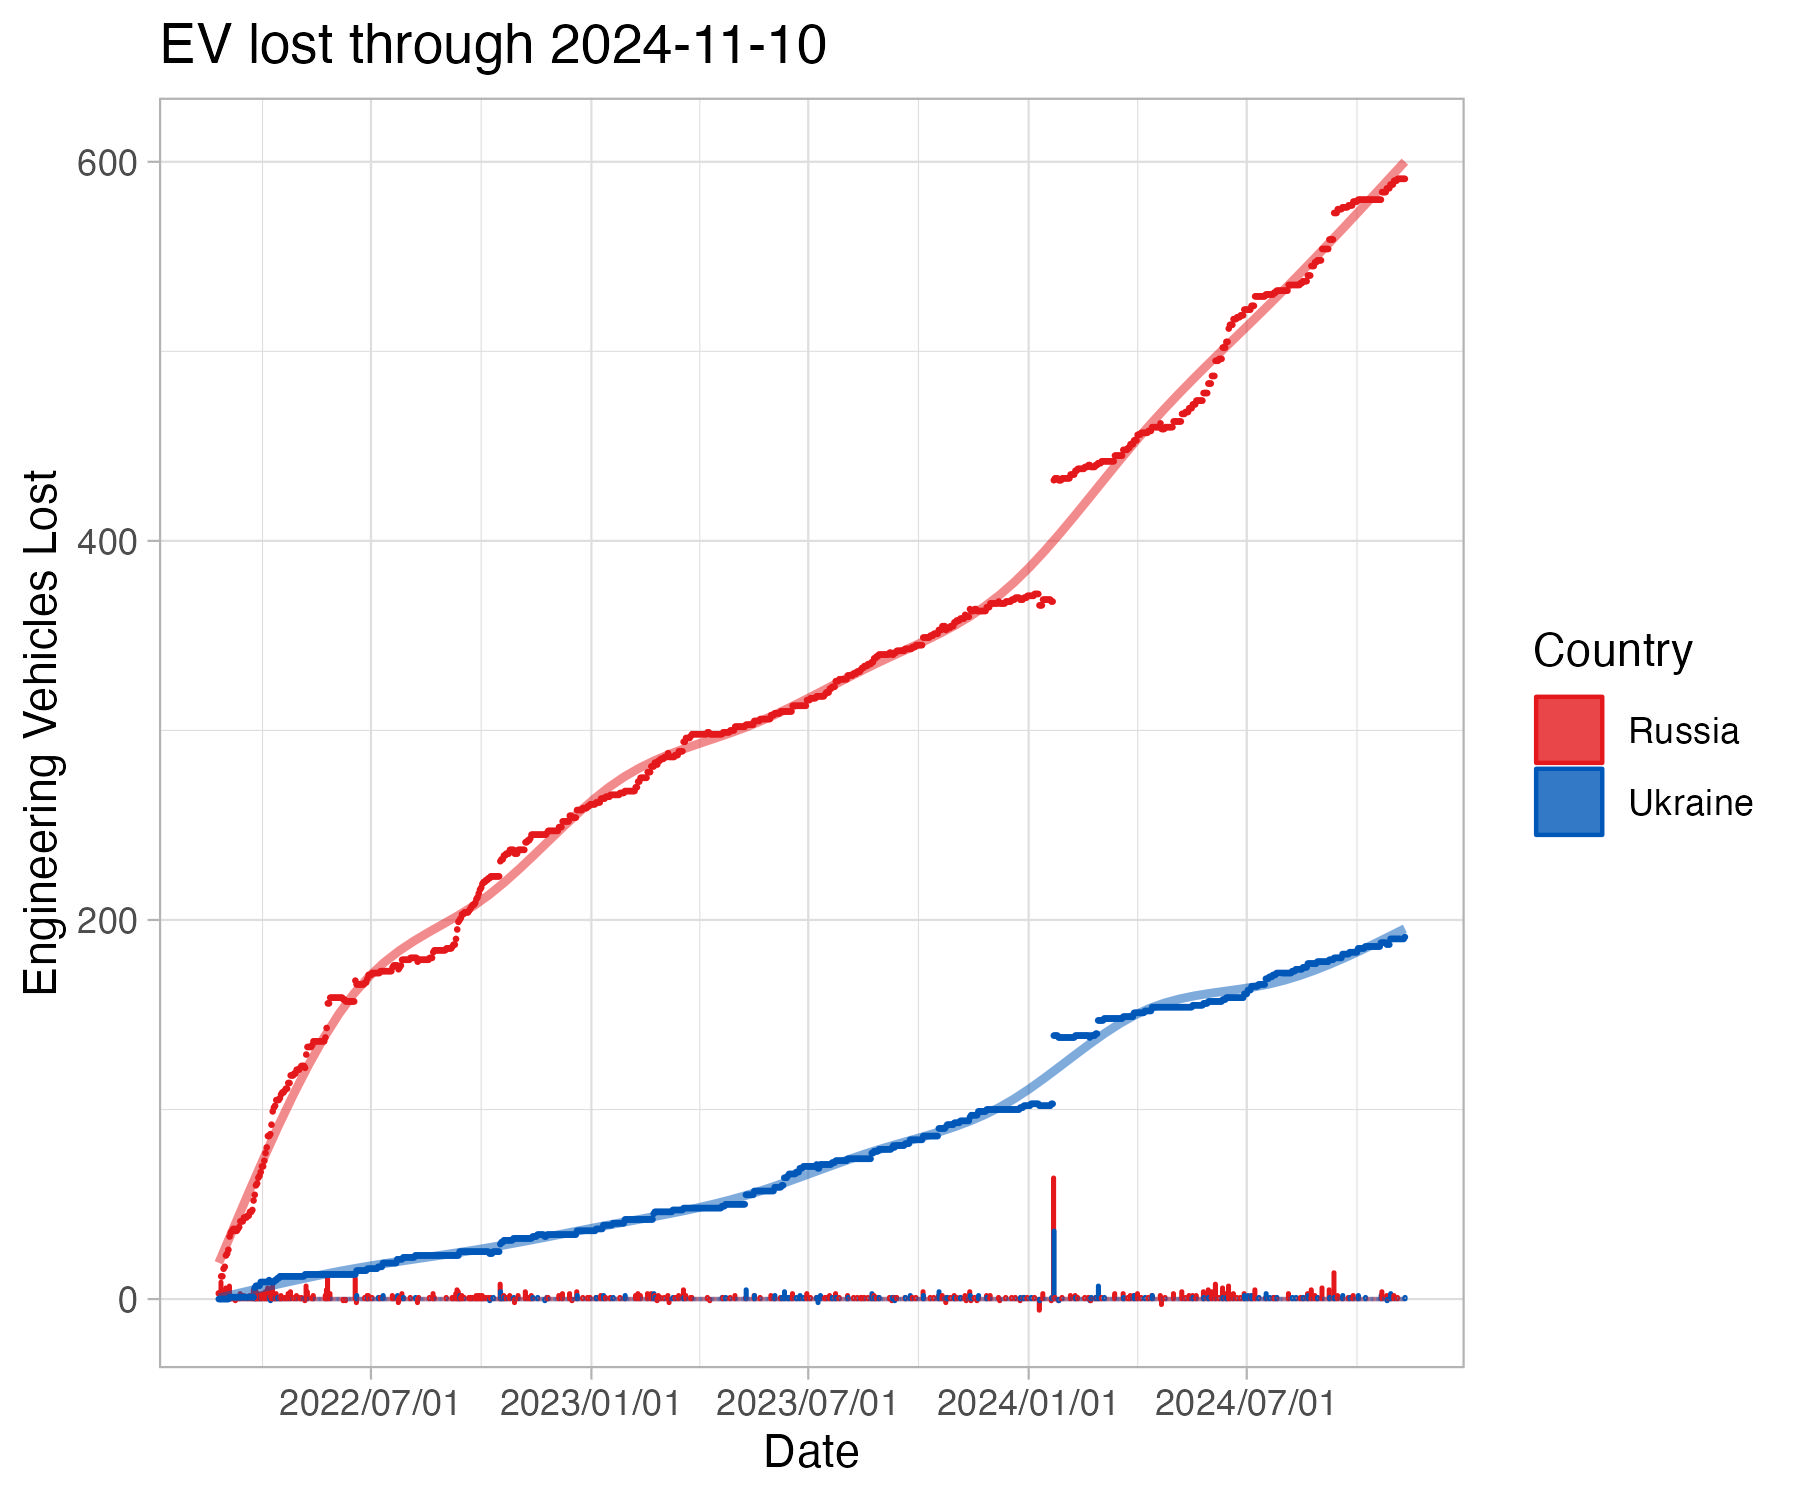 EV lost through 2024-11-10
Engineering Vehicles Lost
600
400
200
0
2022/07/01
2023/01/01
2023/07/01
2024/01/01
2024/07/01
Date
Country
Russia
Ukraine